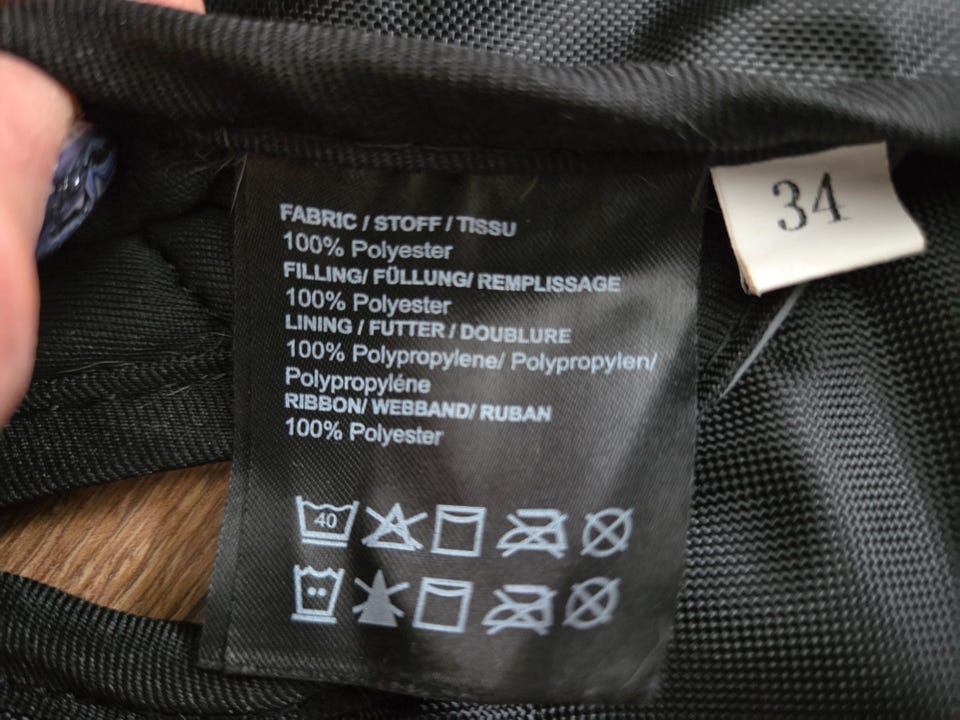 FABRIC / STOFF / TISSU
100% Polyester
FILLING/ FÜLLUNG/ REMPLISSAGE
100% Polyester
LINING / FUTTER / DOUBLURE
100% Polypropylene/ Polypropylen/
Polypropyléne
RIBBON/ WEBBAND/ RUBAN
100% Polyester
40
34